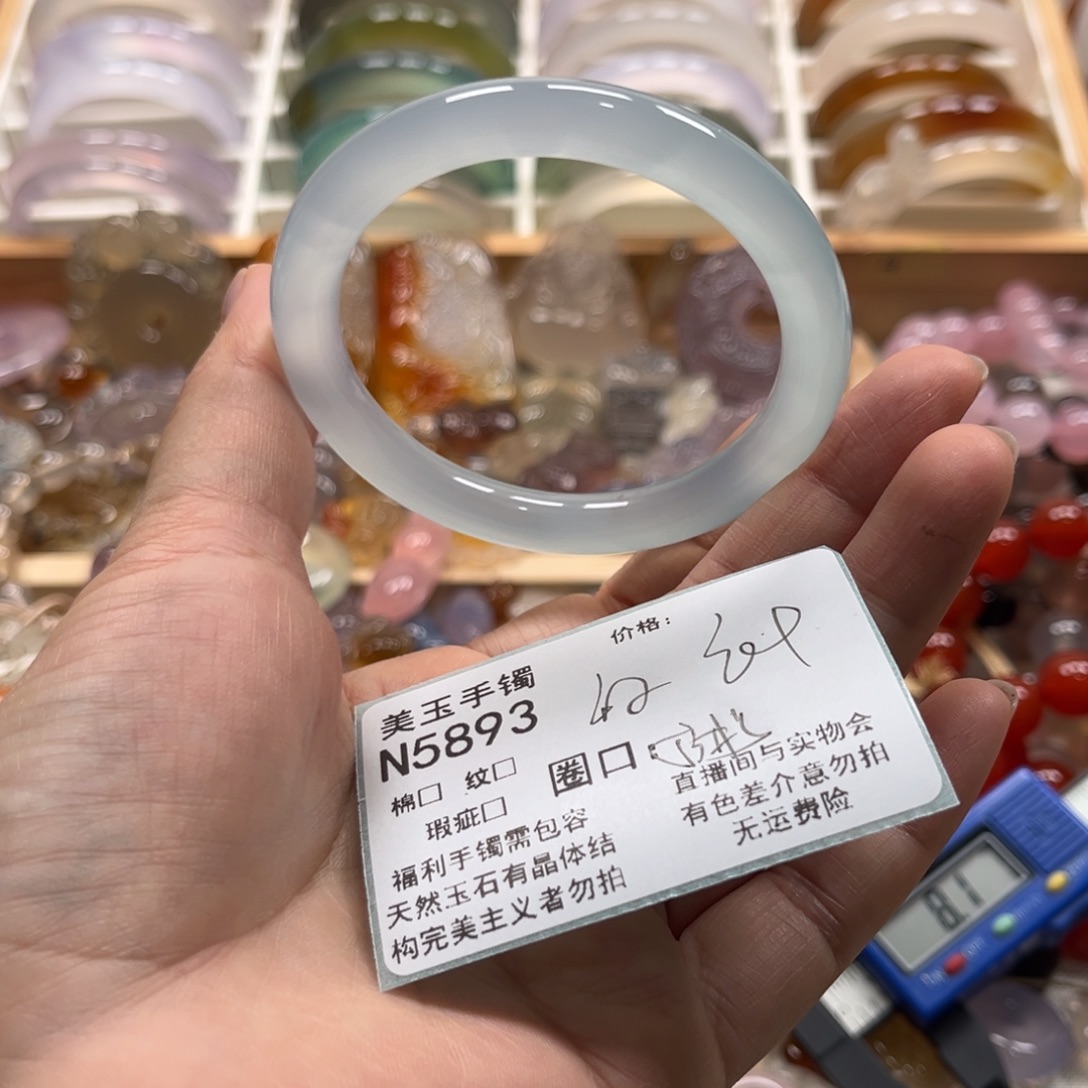 价格：
美玉手镯
N5893
棉□ 纹□ 圈口：
瑕疵□
福利手镯需包容
天然玉石有晶体结
构完美主义者勿拍
直播间与实物会
有色差介意勿拍
无运费险
8.1